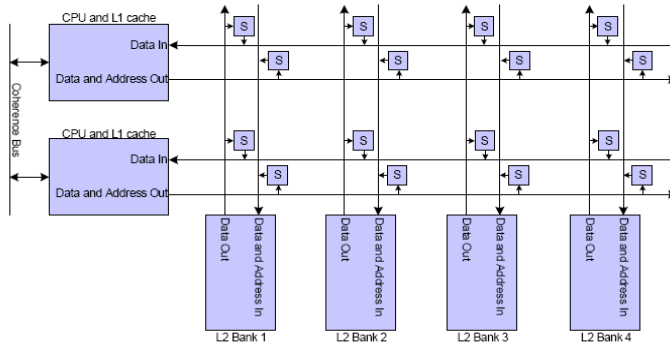 CPU and L1 cache
S S S S
Data In
S S S S
Data and Address Out
Coherence Bus
CPU and L1 cache
S S S S
Data In
S S S S
Data and Address Out
Data Out
Data and Address In
Data Out
Data and Address In
Data Out
Data and Address In
Data Out
Data and Address In
L2 Bank 1
L2 Bank 2
L2 Bank 3
L2 Bank 4